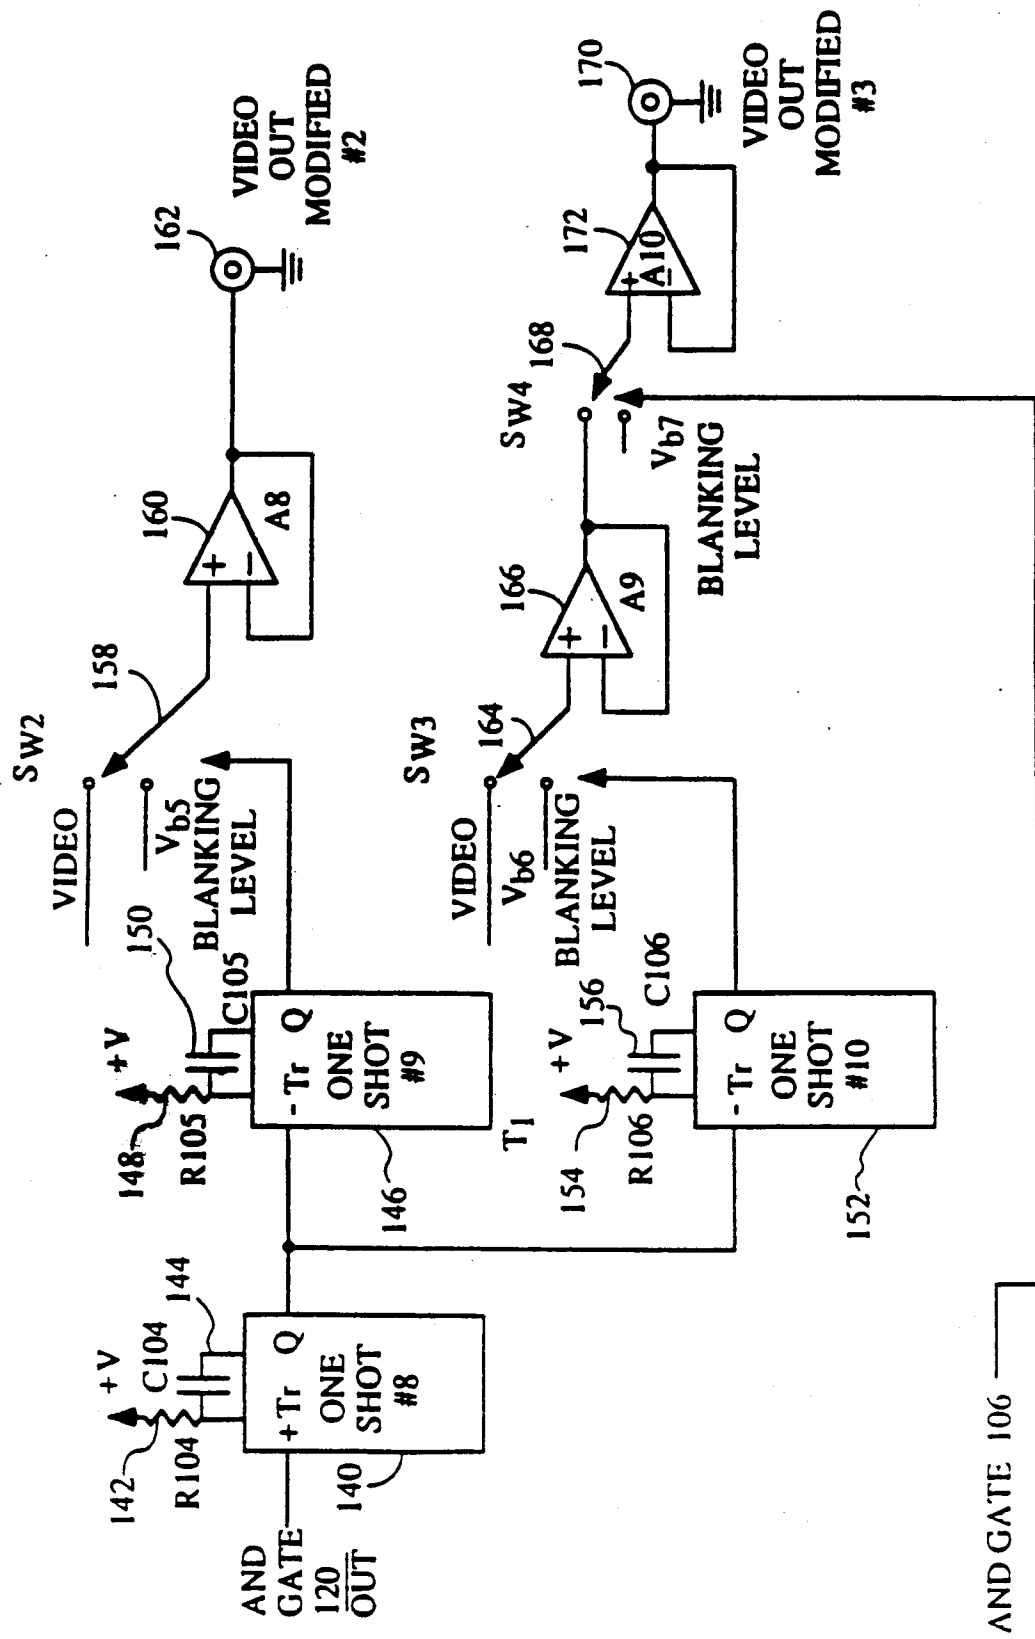 AND
GATE
120
OUT
142
+V
R104
C104
144
+Tr Q
ONE
SHOT
#8
140
148
+V
R105
150
C105
-Tr Q
ONE
SHOT
#9
146
VIDEO
Vb5
BLANKING
LEVEL
SW2
158
160
+
-
A8
162
VIDEO
OUT
MODIFIED
#2
T1
154
+V
R106
156
C106
-Tr Q
ONE
SHOT
#10
152
VIDEO
Vb6
BLANKING
LEVEL
SW3
164
166
+
-
A9
SW4
168
Vb7
BLANKING
LEVEL
172
+
A10
-
170
VIDEO
OUT
MODIFIED
#3
AND GATE 106